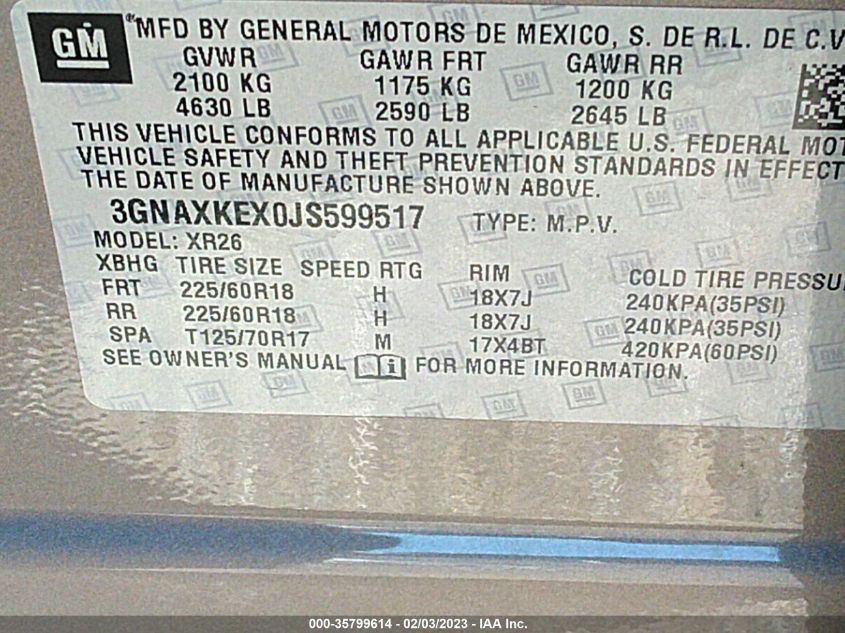 GM
® MFD BY GENERAL MOTORS DE MEXICO, S. DE R.L. DE C.V
GVWR GAWR FRT GAWR RR
2100 KG 1175 KG 1200 KG
4630 LB 2590 LB 2645 LB
THIS VEHICLE CONFORMS TO ALL APPLICABLE U.S. FEDERAL MOT
VEHICLE SAFETY AND THEFT PREVENTION STANDARDS IN EFFECT
THE DATE OF MANUFACTURE SHOWN ABOVE.
3GNAXKEX0JS599517 TYPE: M.P.V.
MODEL: XR26
XBHG TIRE SIZE SPEED RTG RIM COLD TIRE PRESSU
FRT 225/60R18 H 18X7J 240KPA(35PSI)
RR 225/60R18 H 18X7J 240KPA(35PSI)
SPA T125/70R17 M 17X4BT 420KPA(60PSI)
SEE OWNER'S MANUAL i FOR MORE INFORMATION.
000-35799614 - 02/03/2023 - IAA Inc.